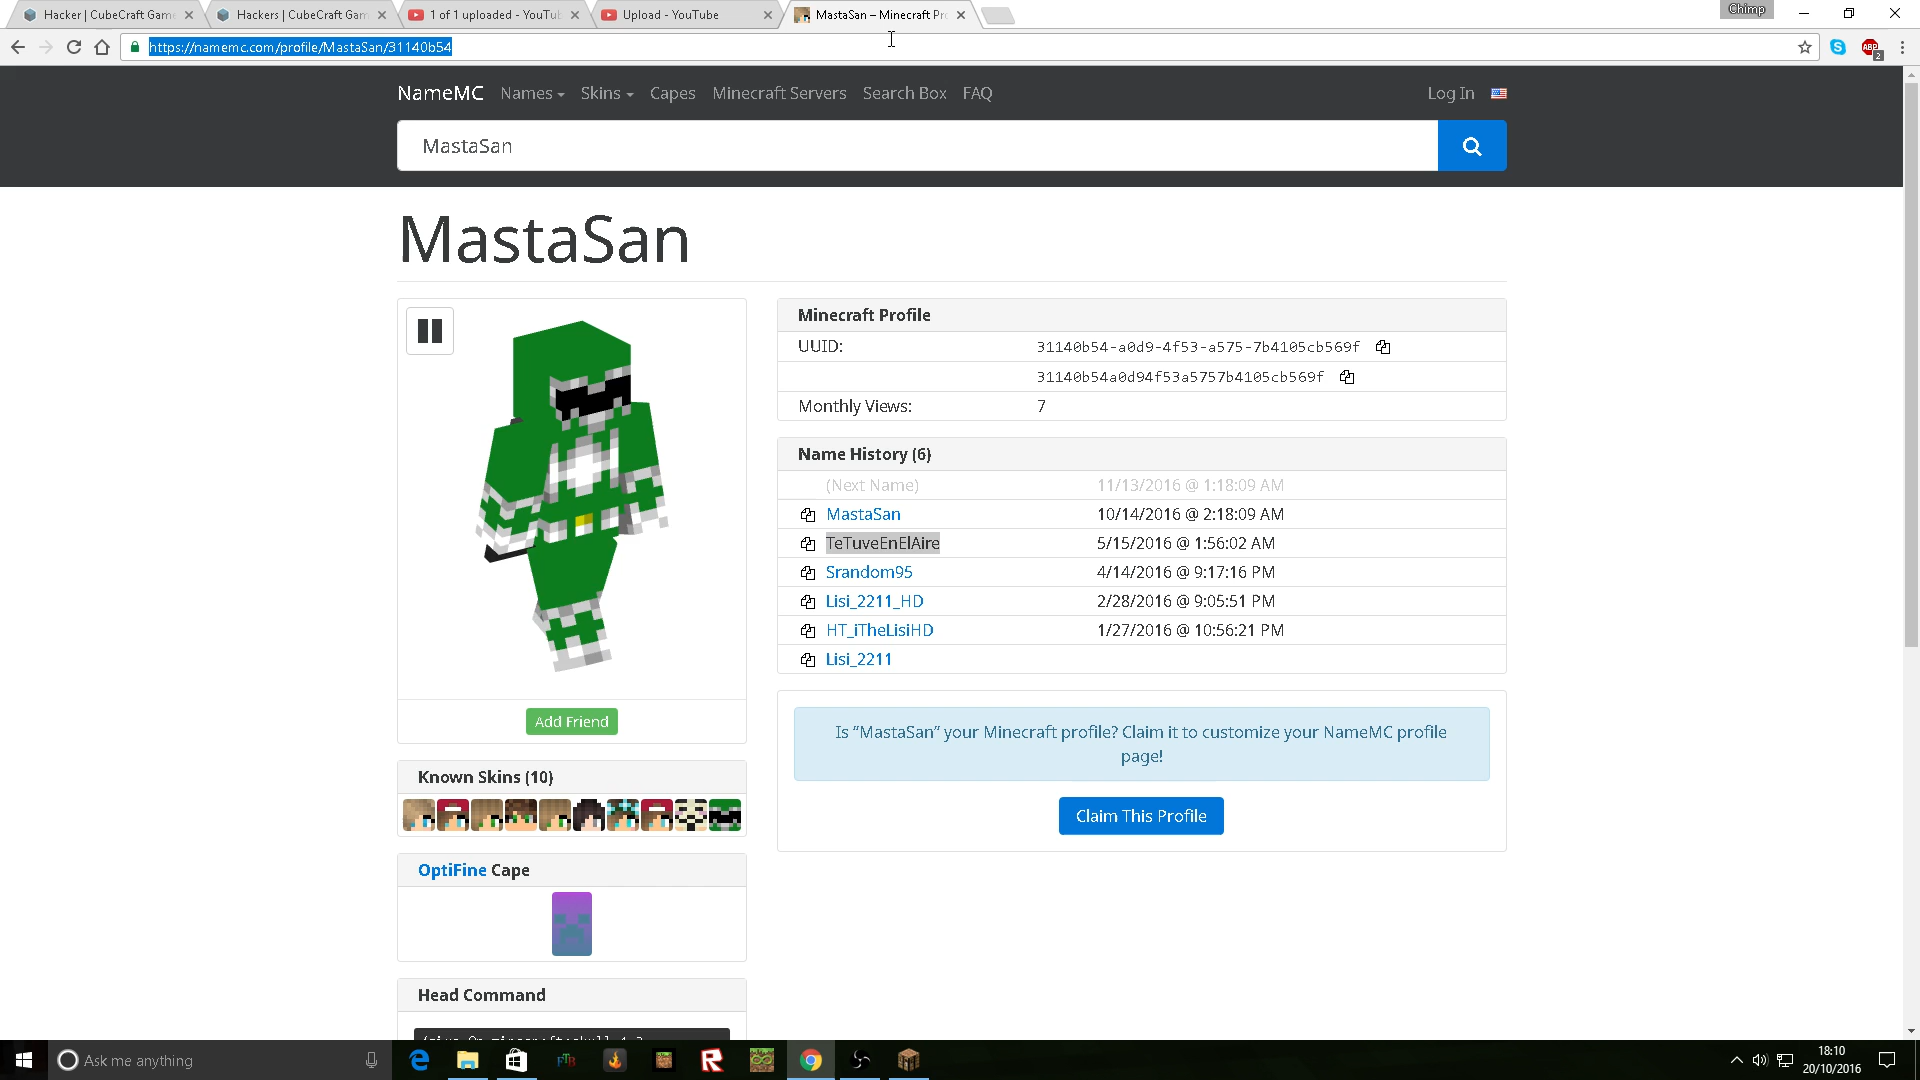 Hacker | CubeCraft Game
Hackers | CubeCraft Gam
1 of 1 uploaded - YouTub
Upload - YouTube
MastaSan – Minecraft Pro
Chimp
https://namemc.com/profile/MastaSan/31140b54
ABP
2
NameMC
Names
Skins
Capes
Minecraft Servers
Search Box
FAQ
Log In
MastaSan
MastaSan
Minecraft Profile
UUID:
31140b54-a0d9-4f53-a575-7b4105cb569f
31140b54a0d94f53a5757b4105cb569f
Monthly Views:
7
Name History (6)
(Next Name) 11/13/2016 @ 1:18:09 AM
MastaSan 10/14/2016 @ 2:18:09 AM
TeTuveEnElAire 5/15/2016 @ 1:56:02 AM
Srandom95 4/14/2016 @ 9:17:16 PM
Lisi_2211_HD 2/28/2016 @ 9:05:51 PM
HT_iTheLisiHD 1/27/2016 @ 10:56:21 PM
Lisi_2211
Add Friend
Is “MastaSan” your Minecraft profile? Claim it to customize your NameMC profile
page!
Claim This Profile
Known Skins (10)
OptiFine Cape
Head Command
Ask me anything
FTB
18:10
20/10/2016